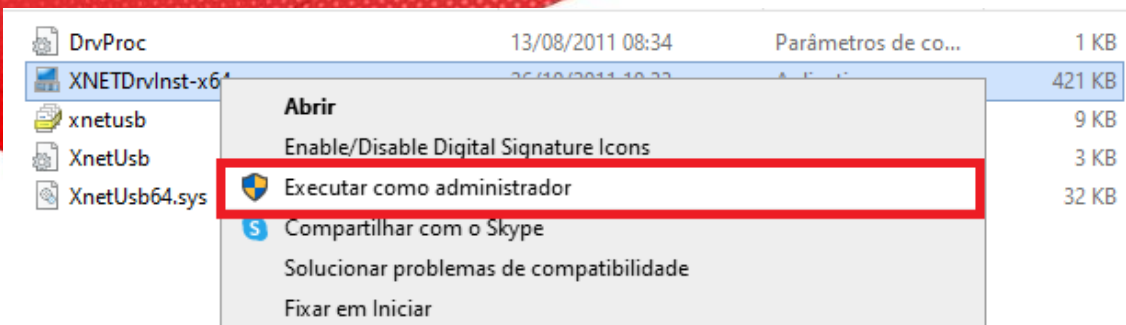 DrvProc 13/08/2011 08:34 Parâmetros de co... 1 KB
XNETDrvInst-x64 421 KB
xnetusb 9 KB
XnetUsb 3 KB
XnetUsb64.sys 32 KB
Abrir
Enable/Disable Digital Signature Icons
Executar como administrador
S Compartilhar com o Skype
Solucionar problemas de compatibilidade
Fixar em Iniciar